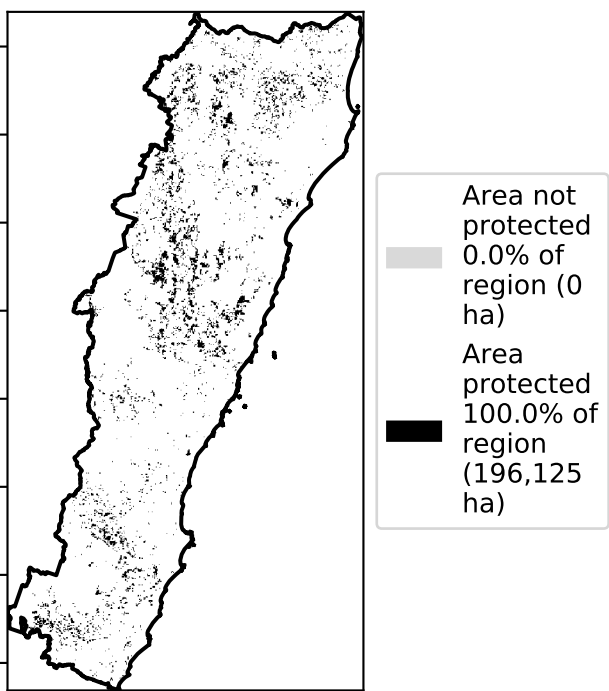 Area not
protected
0.0% of
region (0
ha)
Area
protected
100.0% of
region
(196,125
ha)